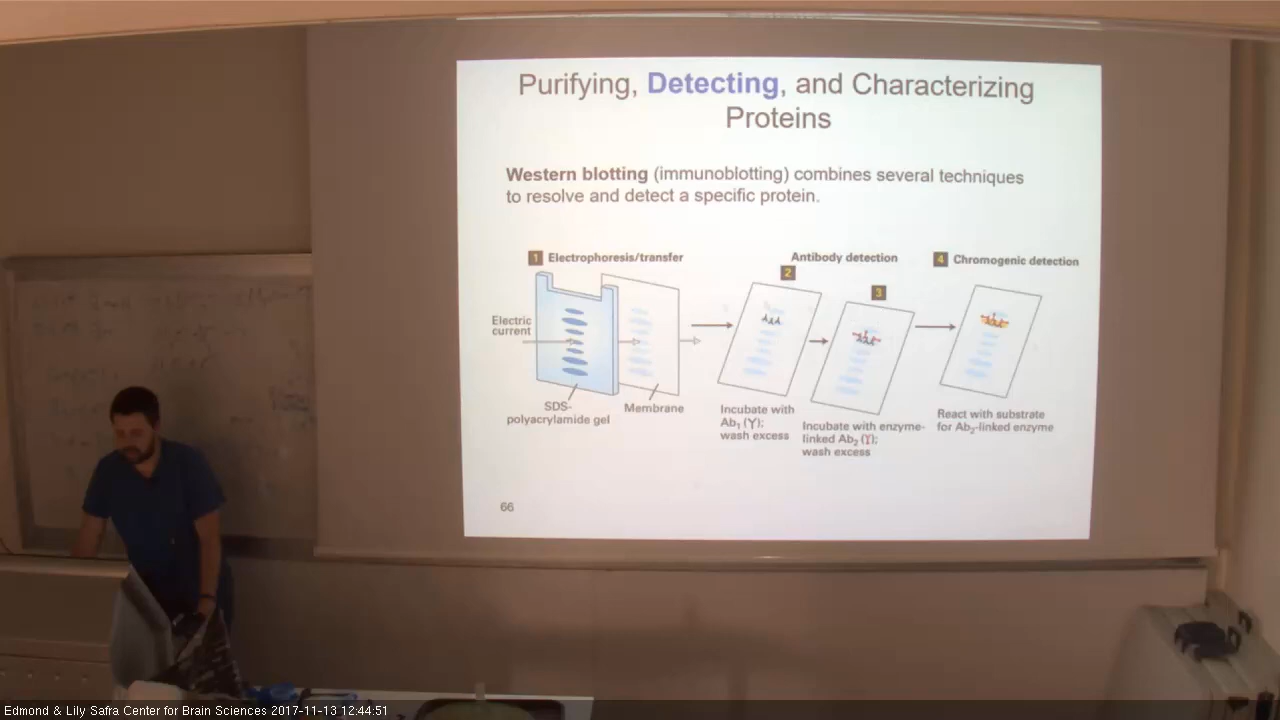 Purifying, Detecting, and Characterizing
Proteins
Western blotting (immunoblotting) combines several techniques
to resolve and detect a specific protein.
1 Electrophoresis/transfer
Antibody detection
2
3
4 Chromogenic detection
Electric
current
SDS-
polyacrylamide gel
Membrane
Incubate with
Ab₁ (Y);
wash excess
Incubate with enzyme-
linked Ab₂ (Y);
wash excess
React with substrate
for Ab₂-linked enzyme
66
Edmond & Lily Safra Center for Brain Sciences 2017-11-13 12:44:51